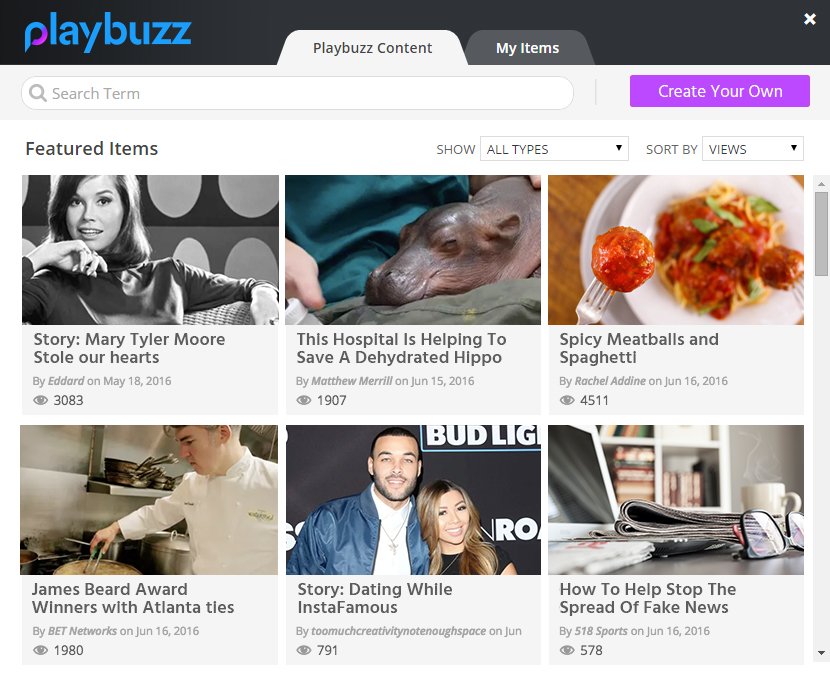 playbuzz
Playbuzz Content
My Items
Search Term
Create Your Own
Featured Items
SHOW ALL TYPES
SORT BY VIEWS
Story: Mary Tyler Moore
Stole our hearts
By Eddard on May 18, 2016
3083
This Hospital Is Helping To
Save A Dehydrated Hippo
By Matthew Merrill on Jun 15, 2016
1907
Spicy Meatballs and
Spaghetti
By Rachel Addine on Jun 16, 2016
4511
BUD LIG
RO
James Beard Award
Winners with Atlanta ties
By BET Networks on Jun 16, 2016
1980
Story: Dating While
InstaFamous
By toomuchcreativitynotenoughspace on Jun
791
How To Help Stop The
Spread Of Fake News
By 518 Sports on Jun 16, 2016
578